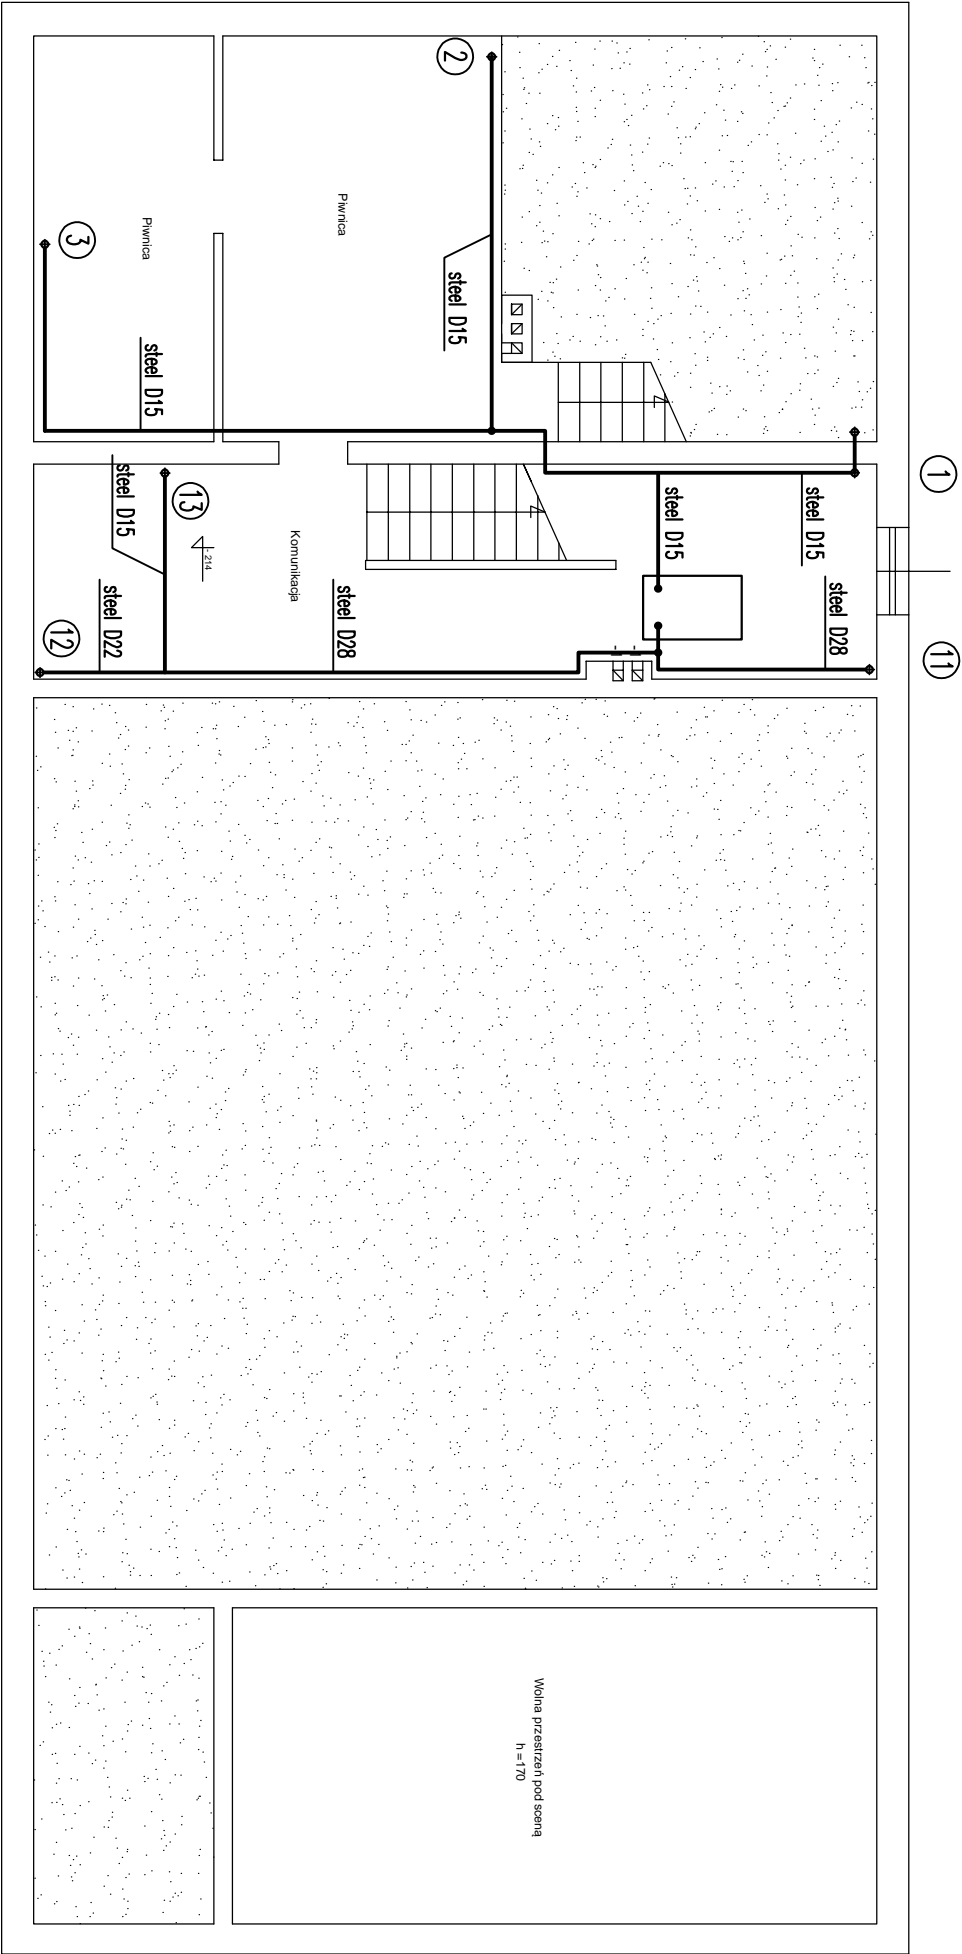 1
11
steel D15
steel D28
steel D15
2
steel D15
Piwnica
3
Piwnica
steel D15
steel D28
Komunikacja
-214
13
steel D15
steel D22
12
Wolna przestrzeń pod sceną
h =170